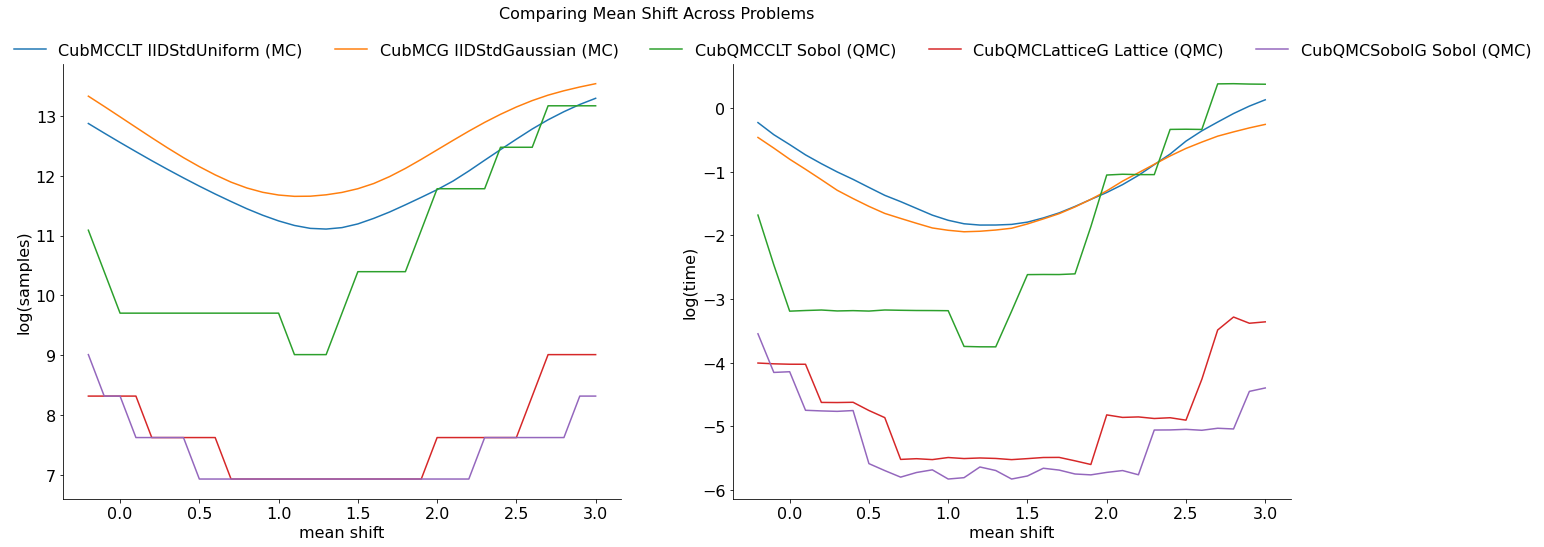 Comparing Mean Shift Across Problems
CubMCCLT IIDStdUniform (MC) CubMCG IIDStdGaussian (MC) CubQMCCLT Sobol (QMC) CubQMCLatticeG Lattice (QMC) CubQMCSobolG Sobol (QMC)
log(samples)
13
12
11
10
9
8
7
0.0 0.5 1.0 1.5 2.0 2.5 3.0
mean shift
log(time)
0
−1
−2
−3
−4
−5
−6
0.0 0.5 1.0 1.5 2.0 2.5 3.0
mean shift